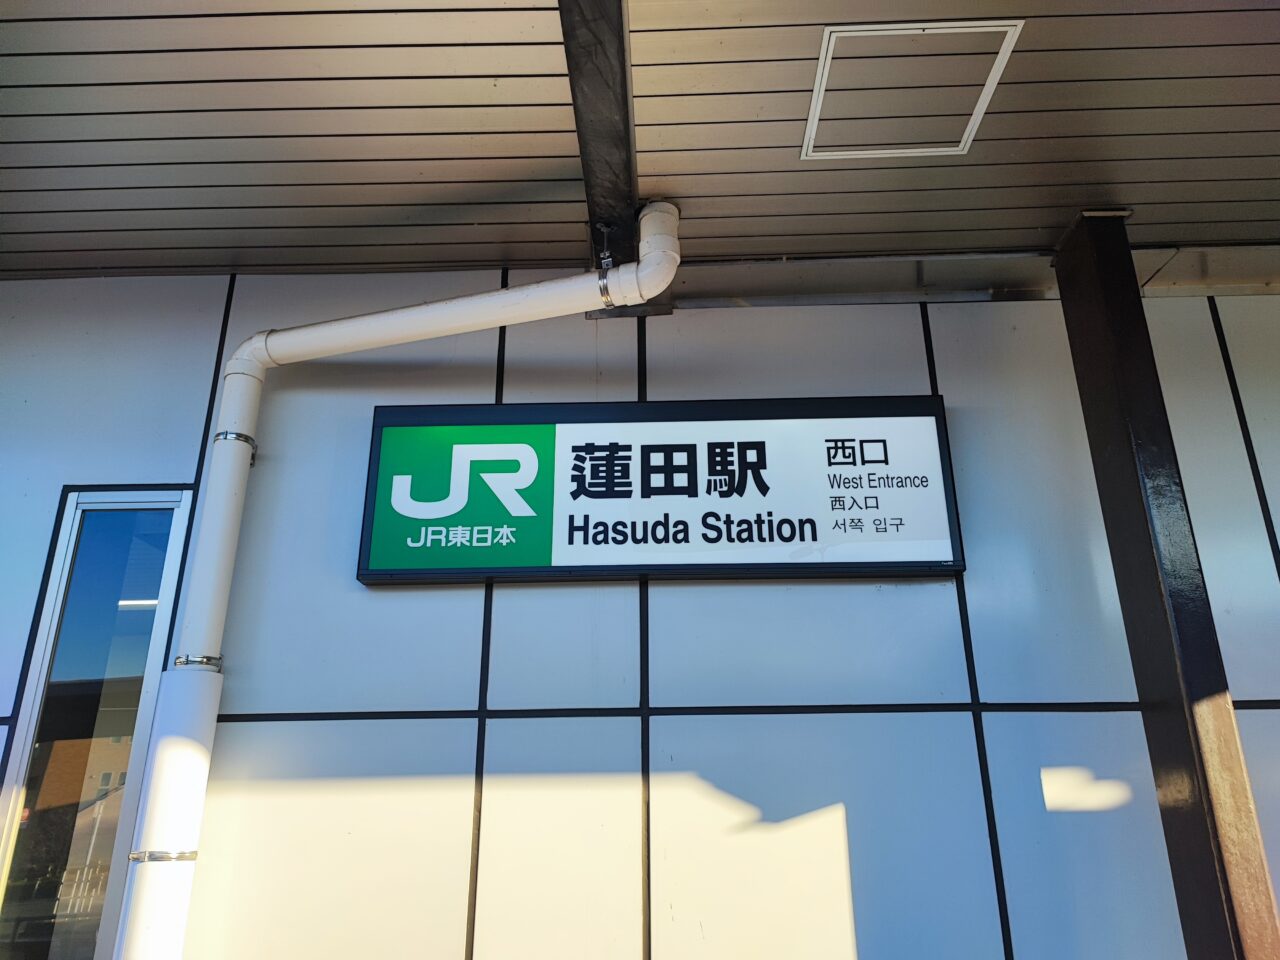 JR
JR東日本
蓮田駅
Hasuda Station
西口
West Entrance
西入口
서쪽 입구